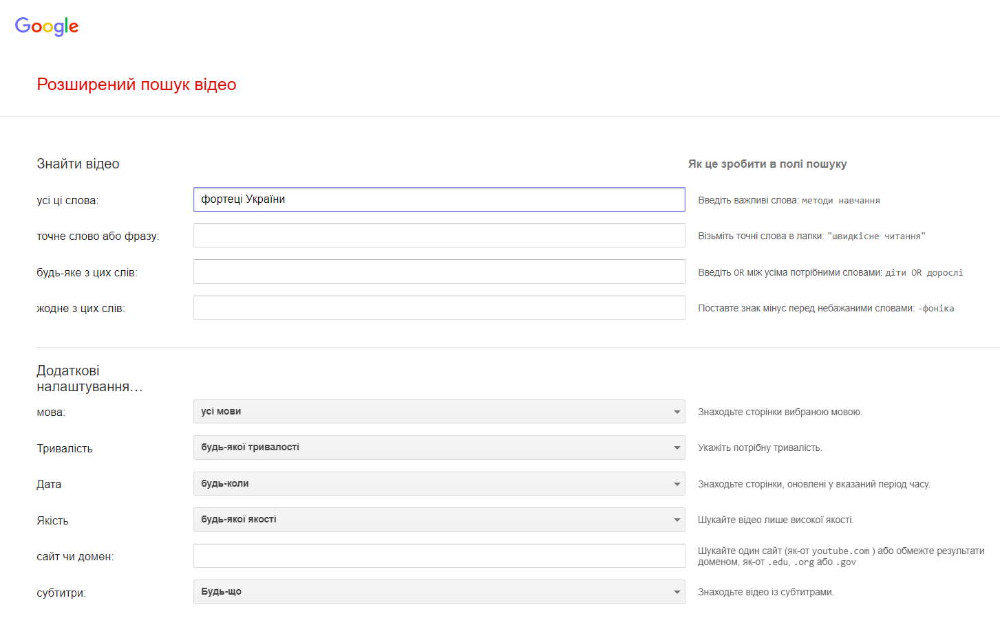 Google
Розширений пошук відео
Знайти відео
Як це зробити в полі пошуку
усі ці слова:
фортеці України
Введіть важливі слова: методи навчання
точне слово або фразу:
Візьміть точні слова в лапки: "швидкісне читання"
будь-яке з цих слів:
Введіть OR між усіма потрібними словами: діти OR дорослі
жодне з цих слів:
Поставте знак мінус перед небажаними словами: -фоніка
Додаткові
налаштування…
мова:
усі мови
Знаходьте сторінки вибраною мовою.
Тривалість
будь-якої тривалості
Укажіть потрібну тривалість.
Дата
будь-коли
Знаходьте сторінки, оновлені у вказаний період часу.
Якість
будь-якої якості
Шукайте відео лише високої якості.
сайт чи домен:
Шукайте один сайт (як-от youtube.com ) або обмежте результати
доменом, як-от .edu, .org або .gov
субтитри:
Будь-що
Знаходьте відео із субтитрами.